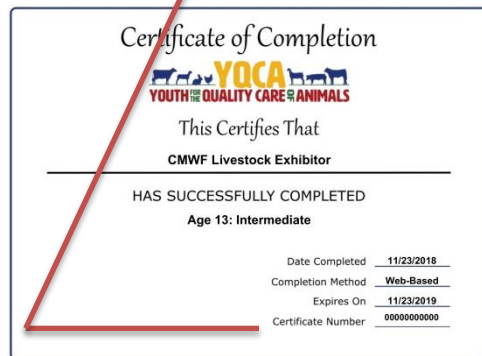 Certificate of Completion
YQCA
YOUTH FOR THE QUALITY CARE OF ANIMALS
This Certifies That
CMWF Livestock Exhibitor
HAS SUCCESSFULLY COMPLETED
Age 13: Intermediate
Date Completed 11/23/2018
Completion Method Web-Based
Expires On 11/23/2019
Certificate Number 00000000000